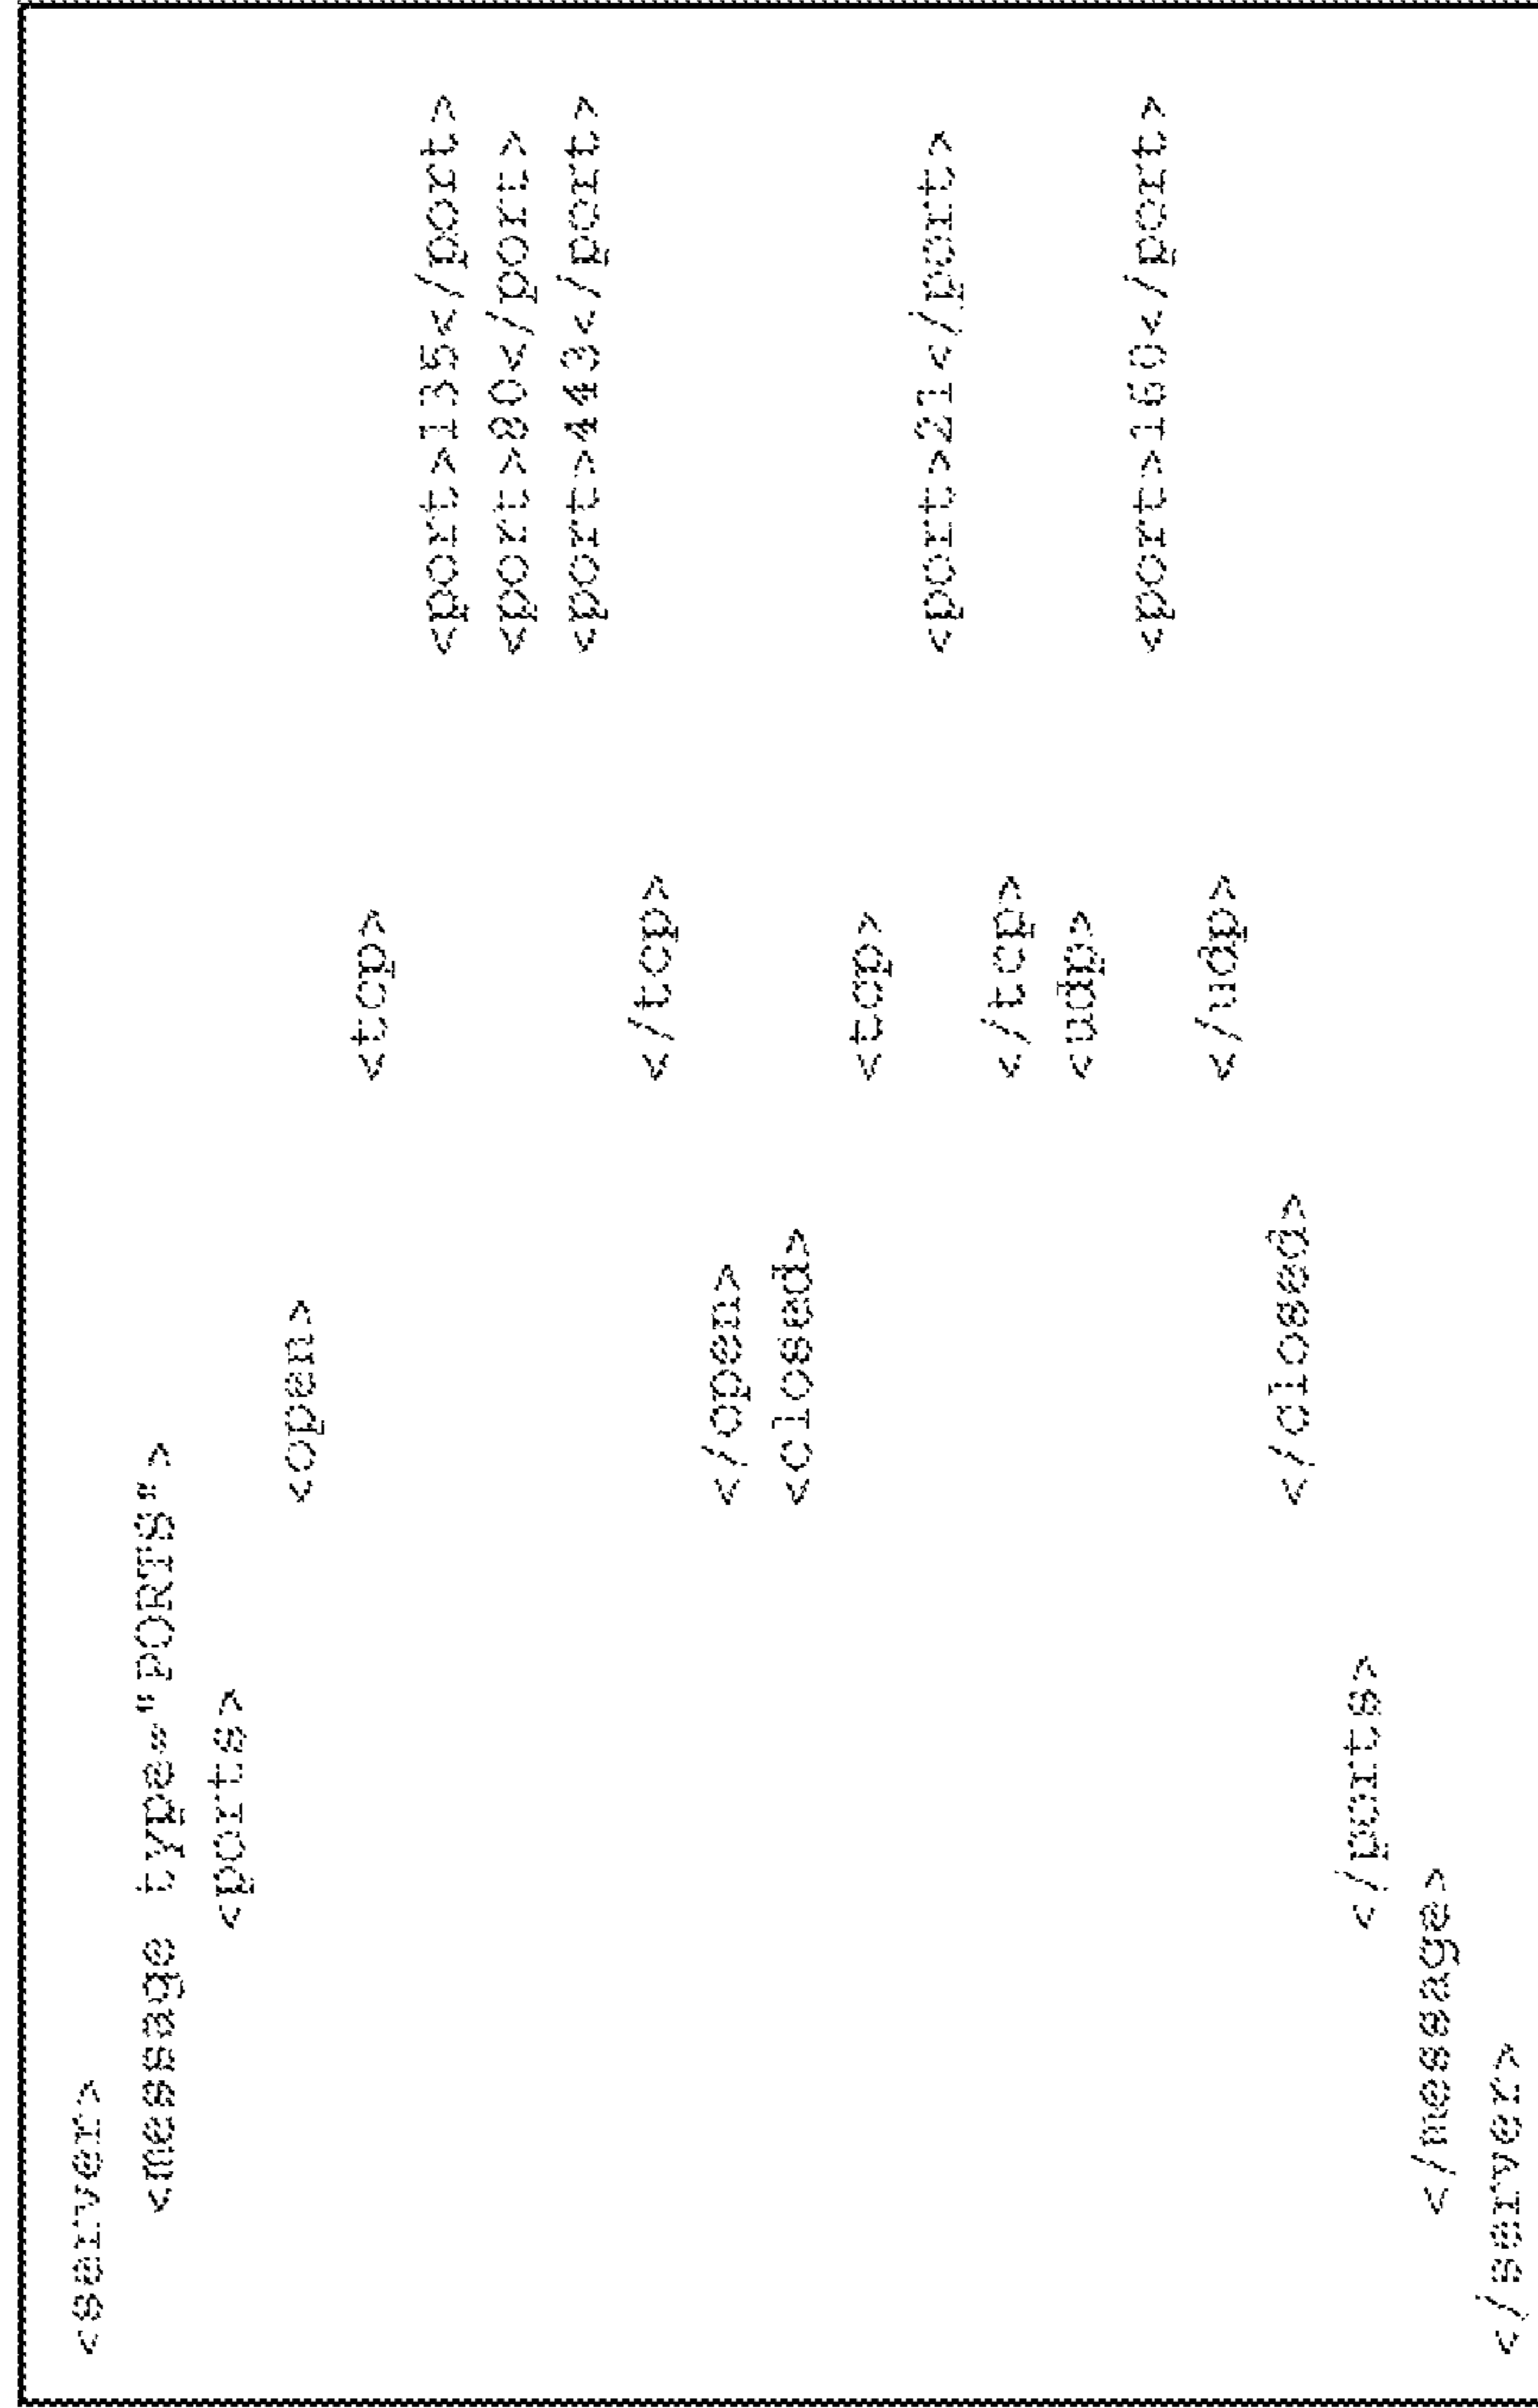 <server>
<message type="PORTS">
<ports>
<open>
<tcp>
<port>135</port>
<port>80</port>
<port>443</port>
</tcp>
</open>
<closed>
<tcp>
<port>21</port>
</tcp>
<udp>
<port>160</port>
</udp>
</closed>
</ports>
</message>
</server>